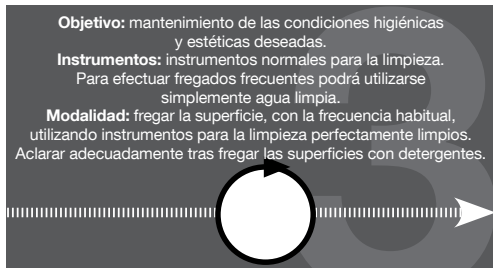 Objetivo: mantenimiento de las condiciones higiénicas
y estéticas deseadas.
Instrumentos: instrumentos normales para la limpieza.
Para efectuar fregados frecuentes podrá utilizarse
simplemente agua limpia.
Modalidad: fregar la superficie, con la frecuencia habitual,
utilizando instrumentos para la limpieza perfectamente limpios.
Aclarar adecuadamente tras fregar las superficies con detergentes.
3